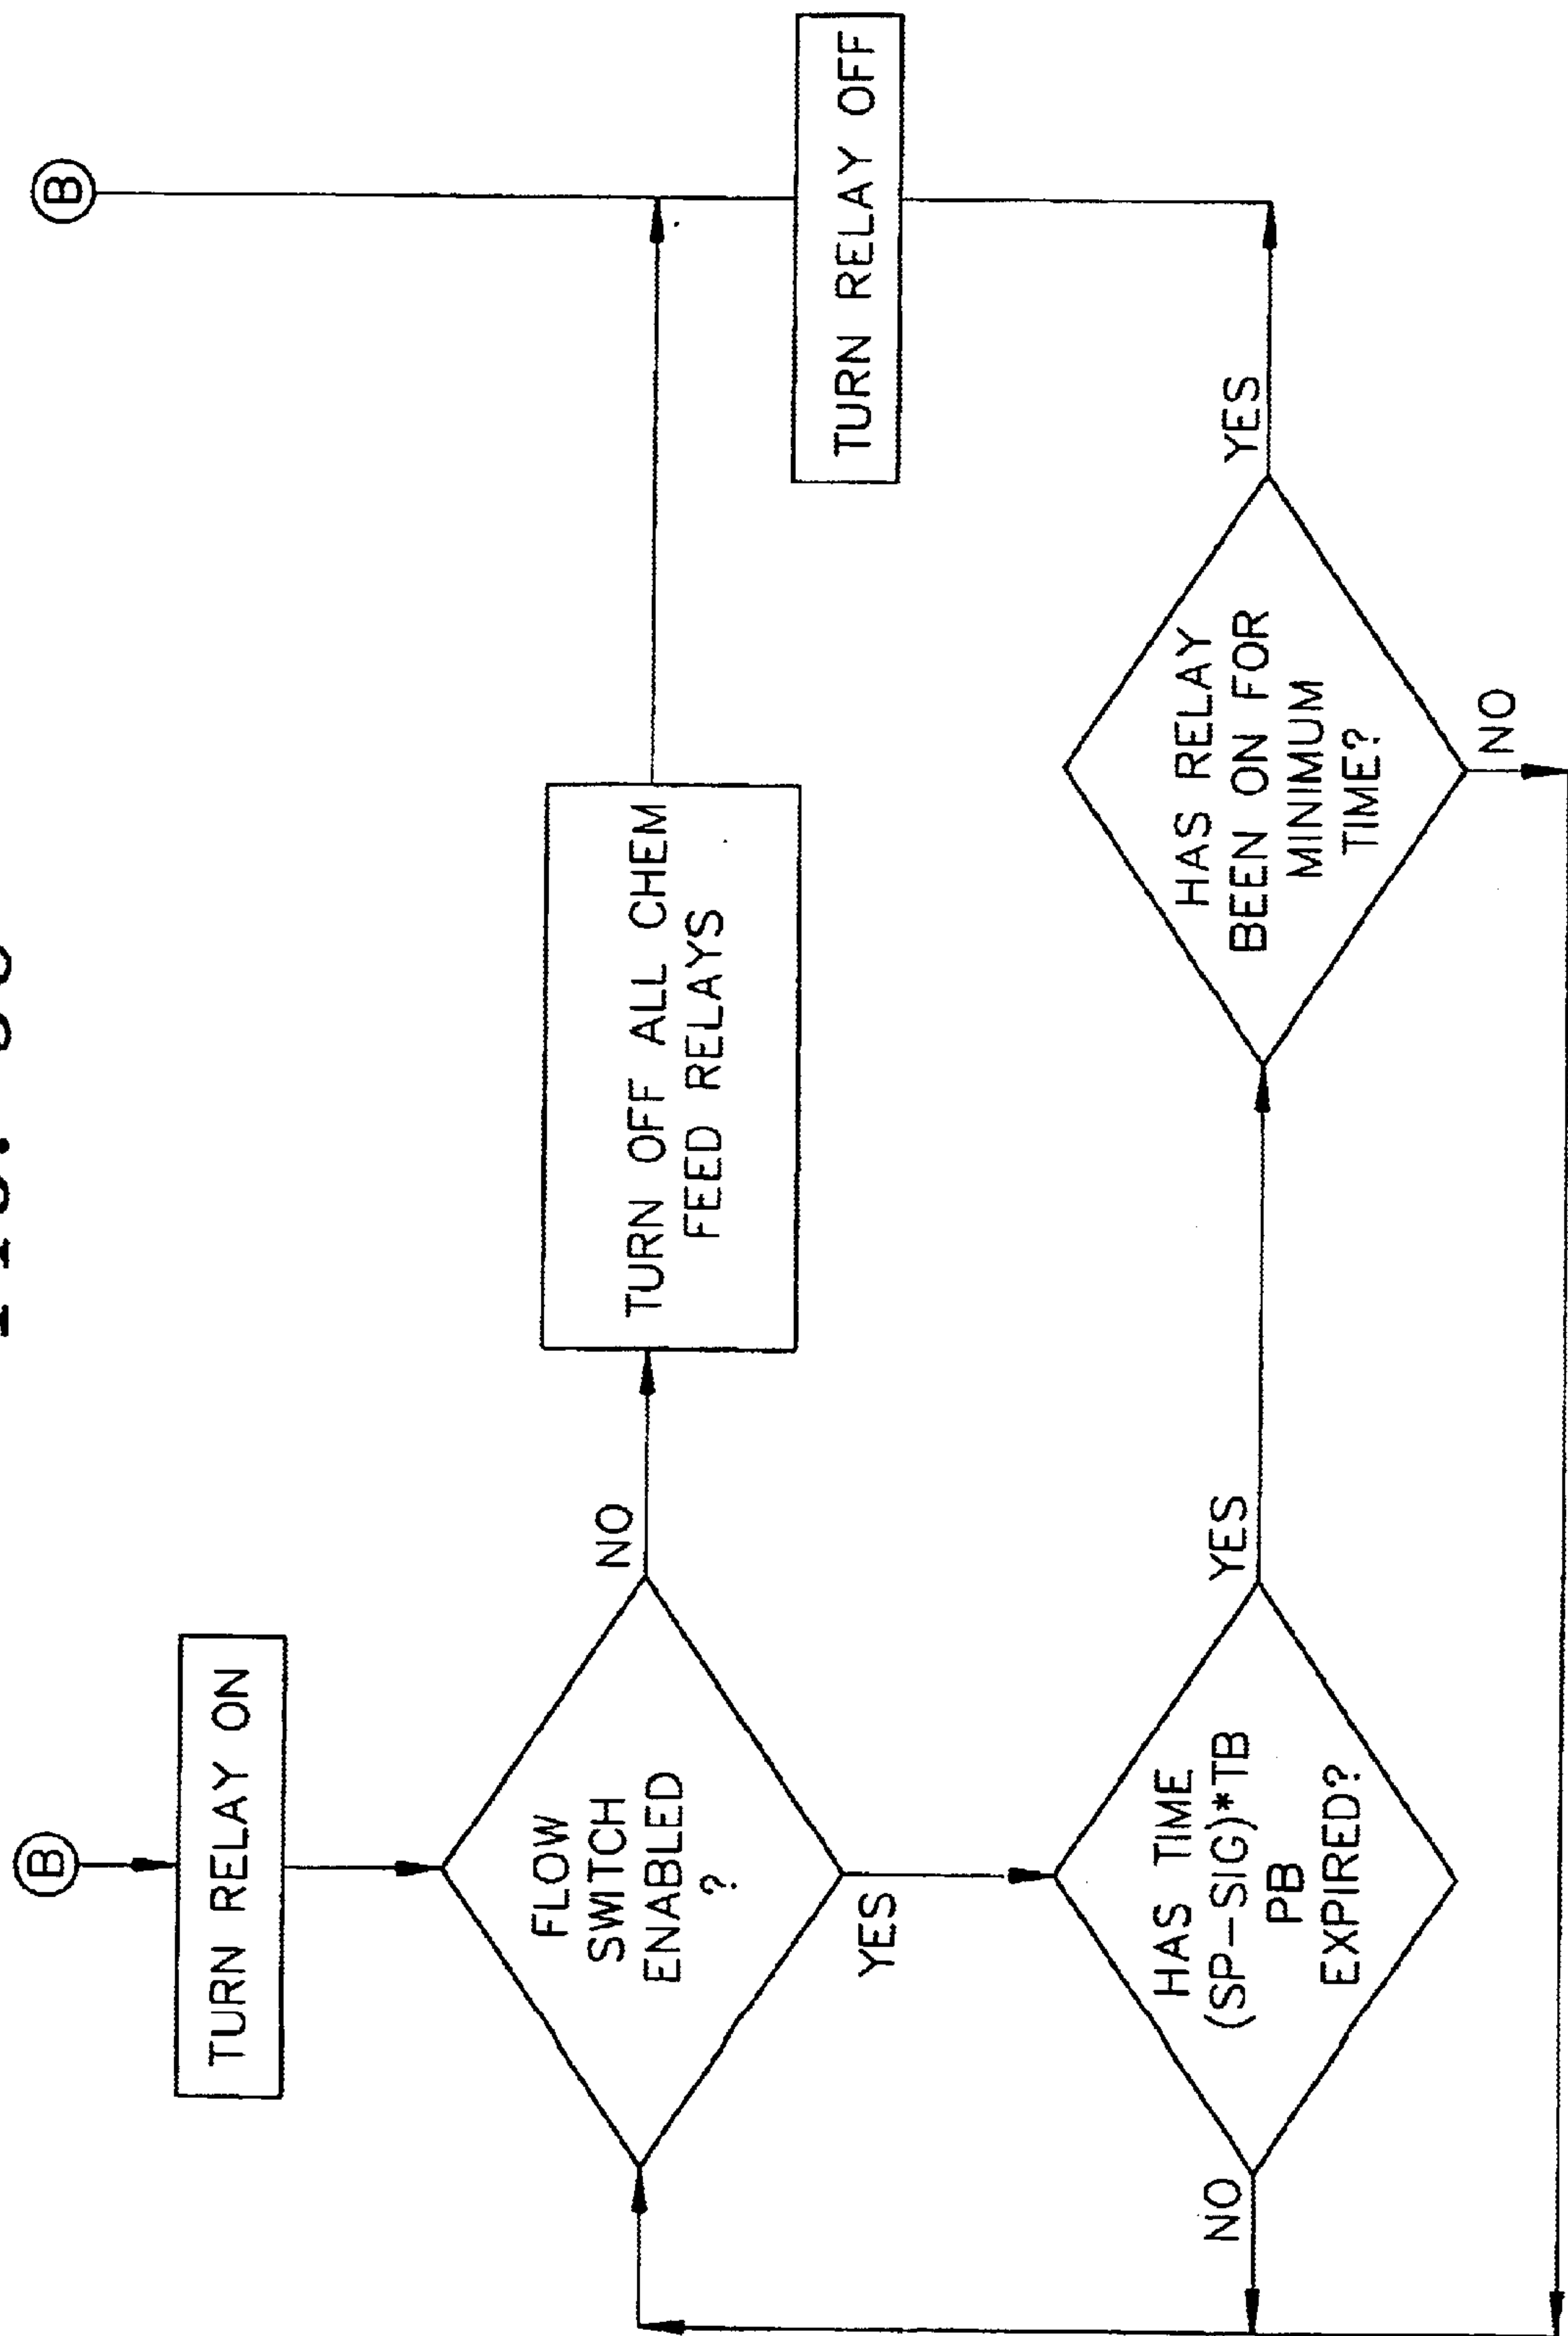 B
TURN RELAY ON
FLOW
SWITCH
ENABLED
?
NO
YES
TURN OFF ALL CHEM
FEED RELAYS
B
TURN RELAY OFF
HAS TIME
(SP-SIG)*TB
PB
EXPIRED?
NO
YES
HAS RELAY
BEEN ON FOR
MINIMUM
TIME?
YES
NO